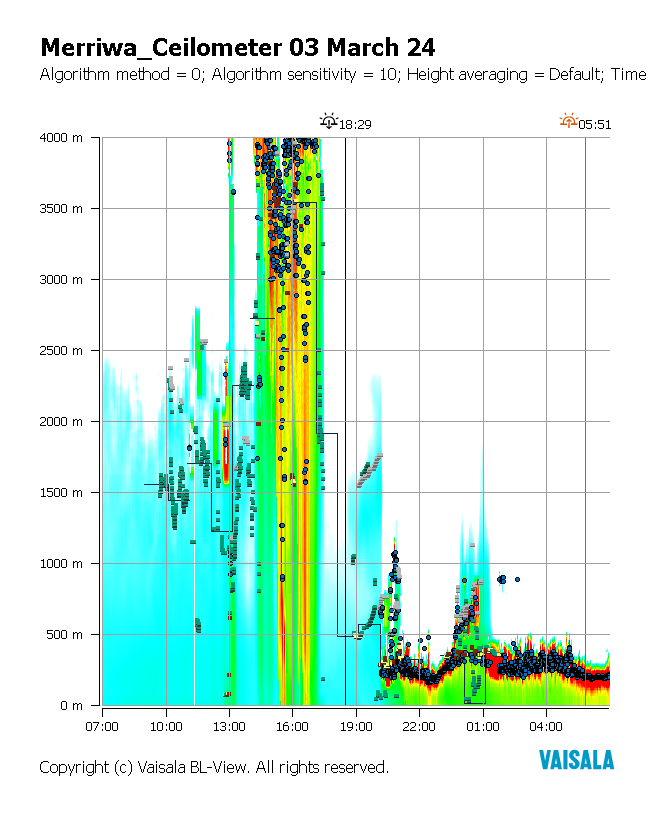 Merriwa_Ceilometer 03 March 24
Algorithm method = 0; Algorithm sensitivity = 10; Height averaging = Default; Time
18:29 05:51
4000 m
3500 m
3000 m
2500 m
2000 m
1500 m
1000 m
500 m
0 m
07:00 10:00 13:00 16:00 19:00 22:00 01:00 04:00
VAISALA
Copyright (c) Vaisala BL-View. All rights reserved.